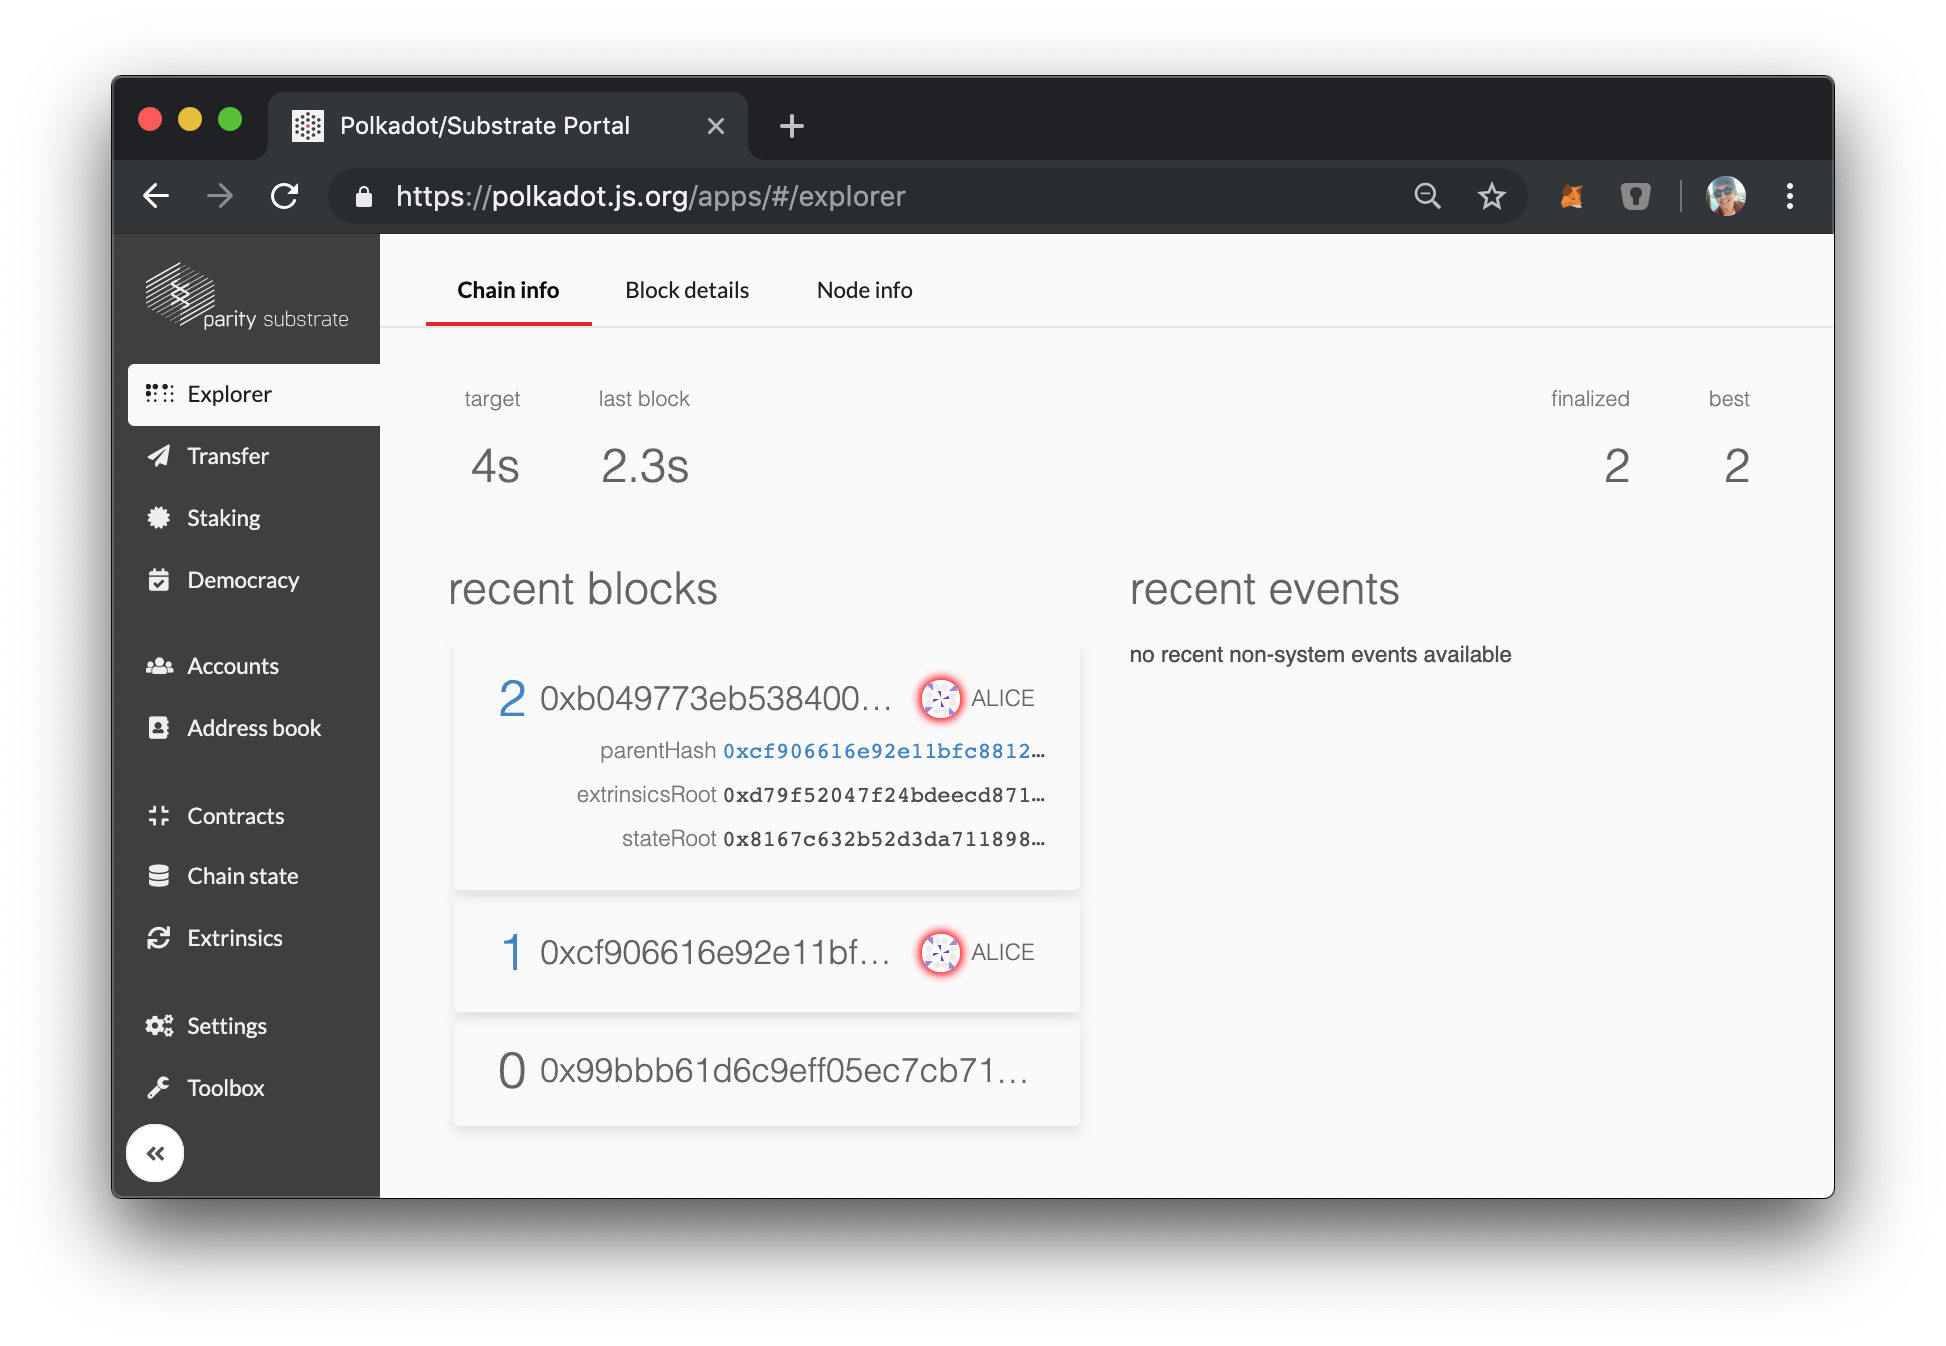 Polkadot/Substrate Portal
https://polkadot.js.org/apps/#/explorer
parity substrate
Explorer
Transfer
Staking
Democracy
Accounts
Address book
Contracts
Chain state
Extrinsics
Settings
Toolbox
Chain info Block details Node info
target last block finalized best
4s 2.3s 2 2
recent blocks
2 0xb049773eb538400... ALICE
parentHash 0xcf906616e92e11bfc8812…
extrinsicsRoot 0xd79f52047f24bdeecd871…
stateRoot 0x8167c632b52d3da711898…
1 0xcf906616e92e11bf... ALICE
0 0x99bbb61d6c9eff05ec7cb71...
recent events
no recent non-system events available